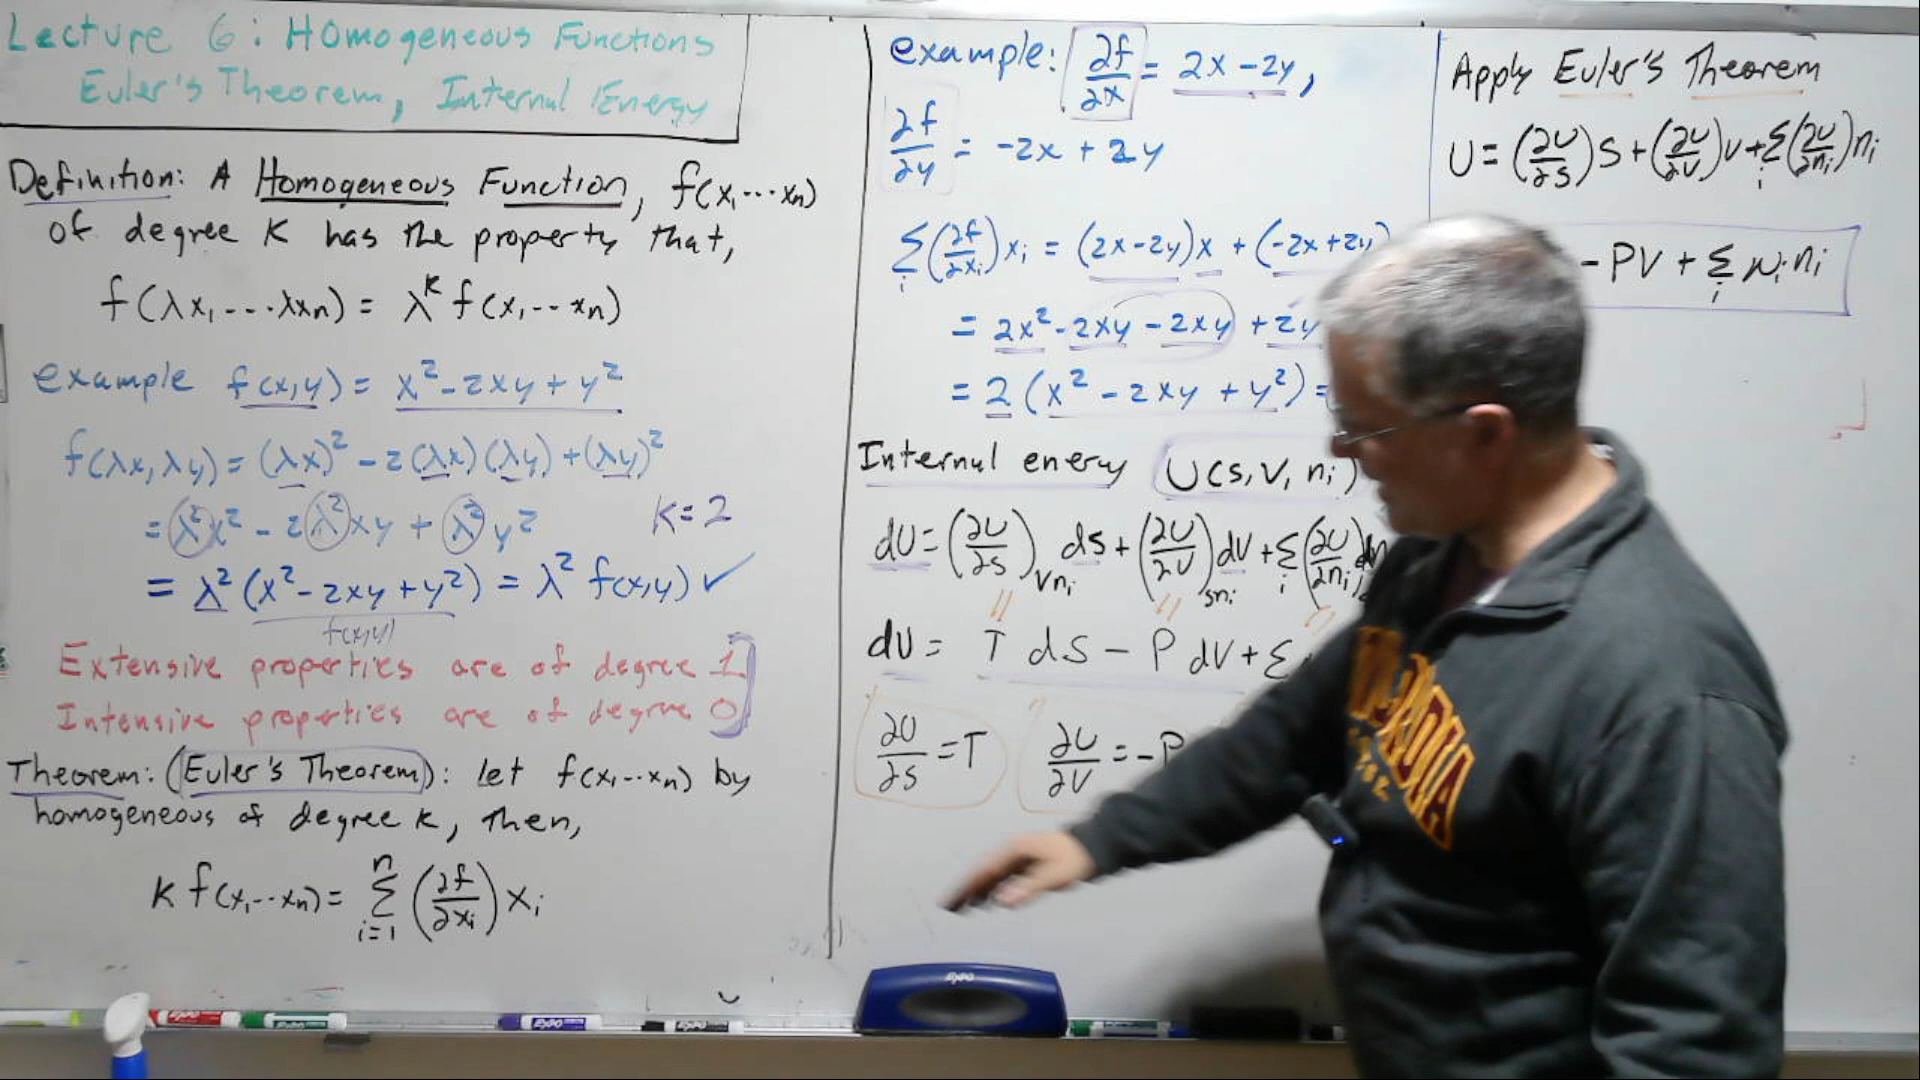 Lecture 6: Homogeneous Functions
Euler's Theorem, Internal Energy
Definition: A Homogeneous Function, f(x₁...xₙ)
of degree K has the property that,
f(λx₁---λxₙ) = λᴷ f(x₁--xₙ)
example f(x,y) = x² - 2xy + y²
f(λx, λy) = (λx)² - 2(λx)(λy) + (λy)²
= λ²x² - 2λ²xy + λ²y² K=2
= λ²(x² - 2xy + y²) = λ² f(x,y) ✓
f(x,y)
Extensive properties are of degree 1
Intensive properties are of degree 0
Theorem: (Euler's Theorem): Let f(x₁...xₙ) by
homogeneous of degree K, then,
K f(x₁,--xₙ) = Σᵢ₌₁ⁿ (∂f/∂xᵢ) xᵢ
example: ∂f/∂x = 2x - 2y,
∂f/∂y = -2x + 2y
Σᵢ (∂f/∂xᵢ) xᵢ = (2x-2y)x + (-2x+2y)
= 2x² - 2xy - 2xy + 2y
= 2 (x² - 2xy + y²) =
Internal energy U(S, V, nᵢ)
dU = (∂U/∂S)Vnᵢ dS + (∂U/∂V)Snᵢ dV + Σᵢ (∂U/∂nᵢ) dn
dU = T dS - P dV + Σ
∂U/∂S = T ∂U/∂V = -P
Apply Euler's Theorem
U = (∂U/∂S) S + (∂U/∂V) V + Σᵢ (∂U/∂nᵢ) nᵢ
- PV + Σᵢ μᵢnᵢ
EXPO